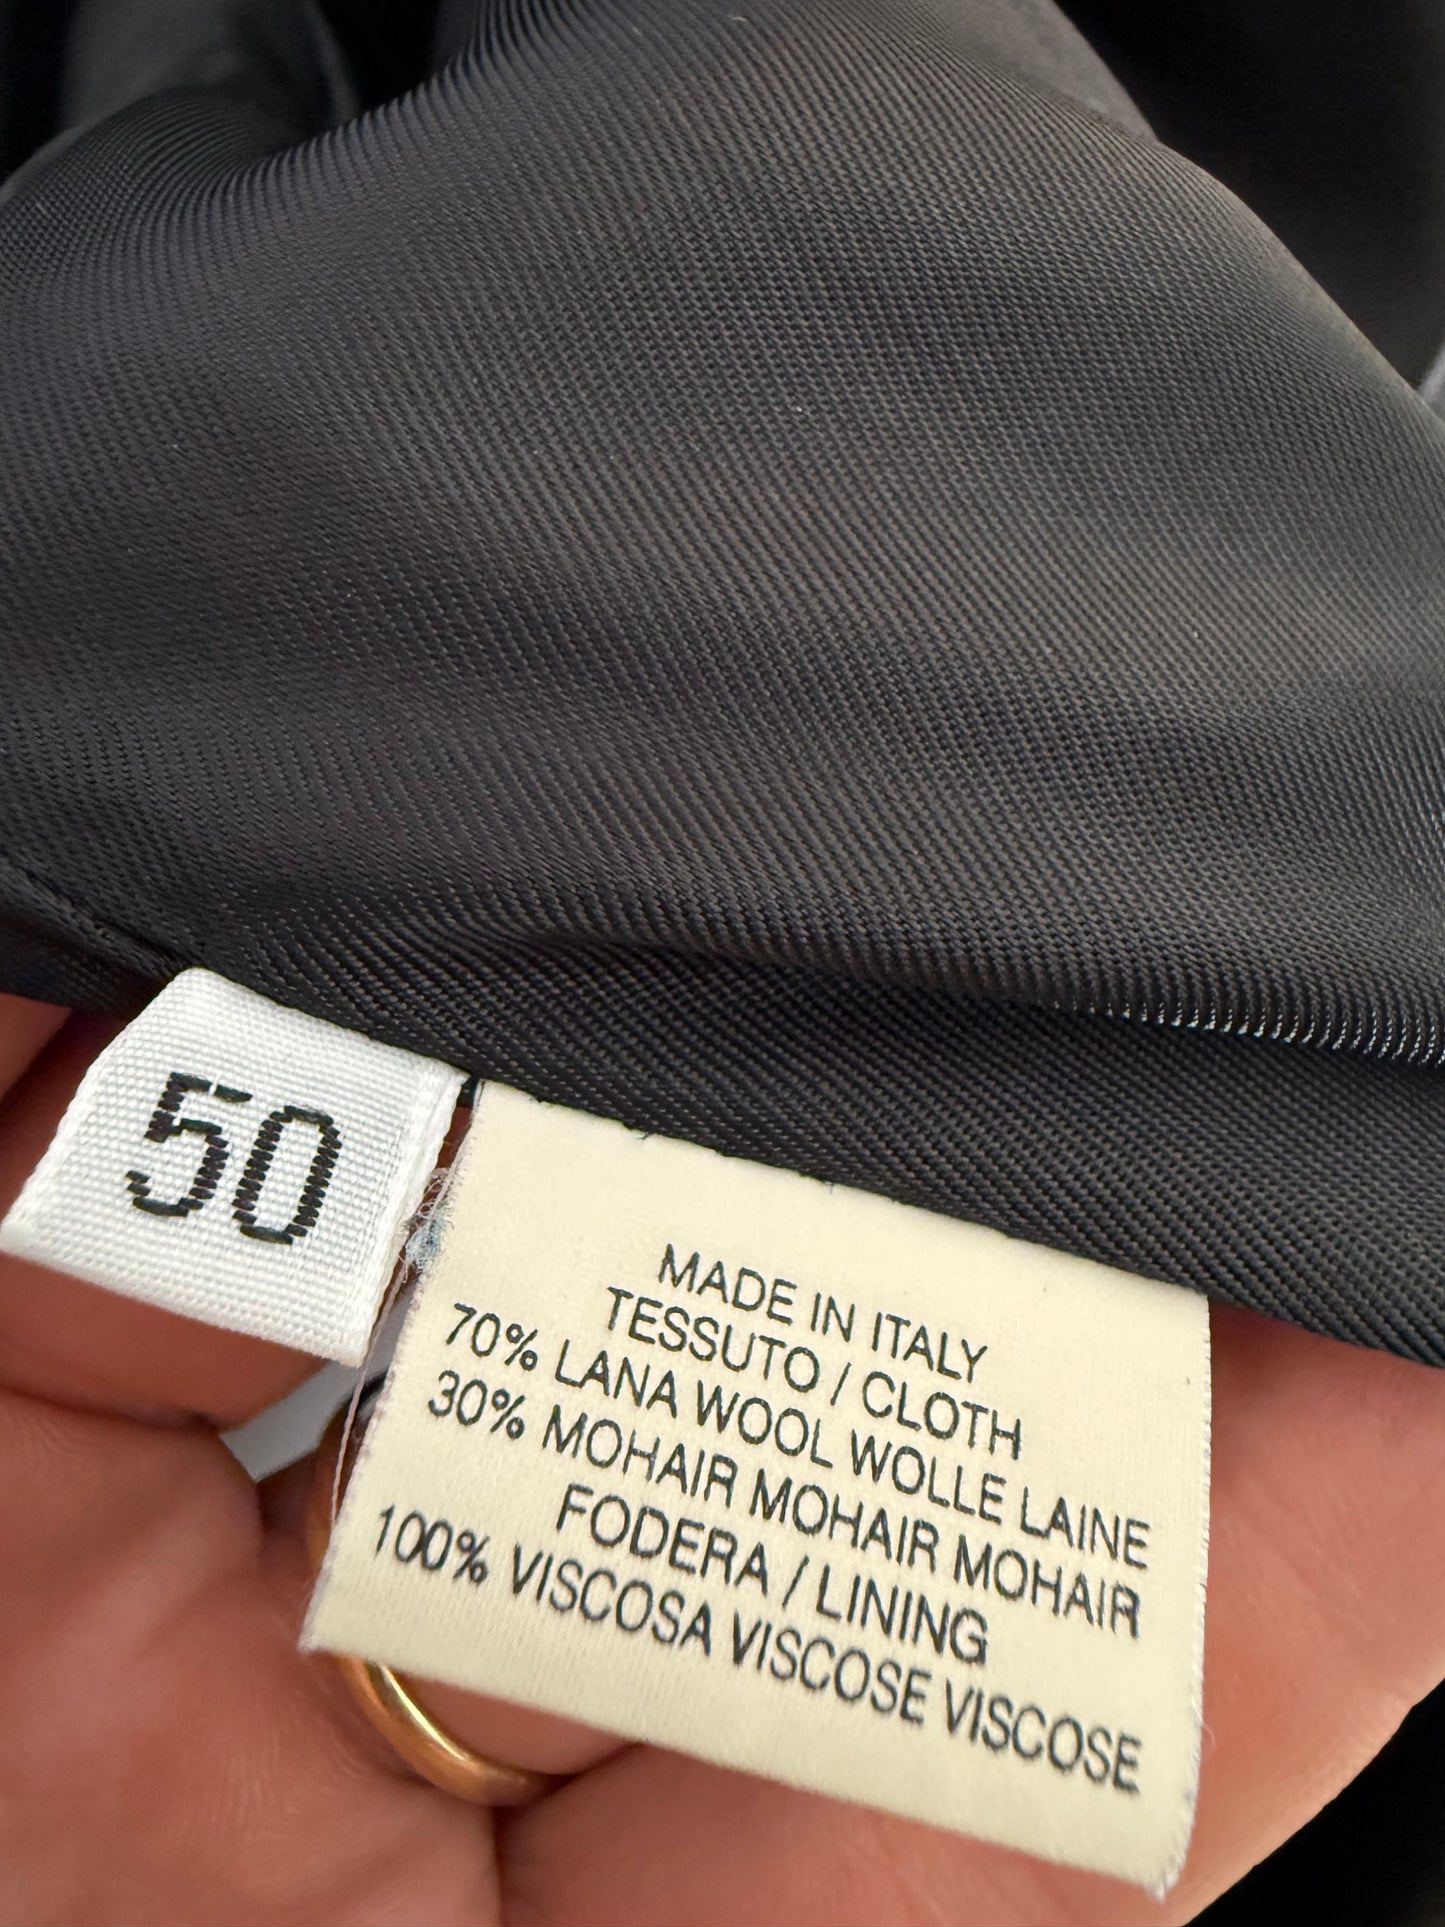 50
MADE IN ITALY
TESSUTO / CLOTH
70% LANA WOOL WOLLE LAINE
30% MOHAIR MOHAIR MOHAIR
FODERA / LINING
100% VISCOSA VISCOSE VISCOSE